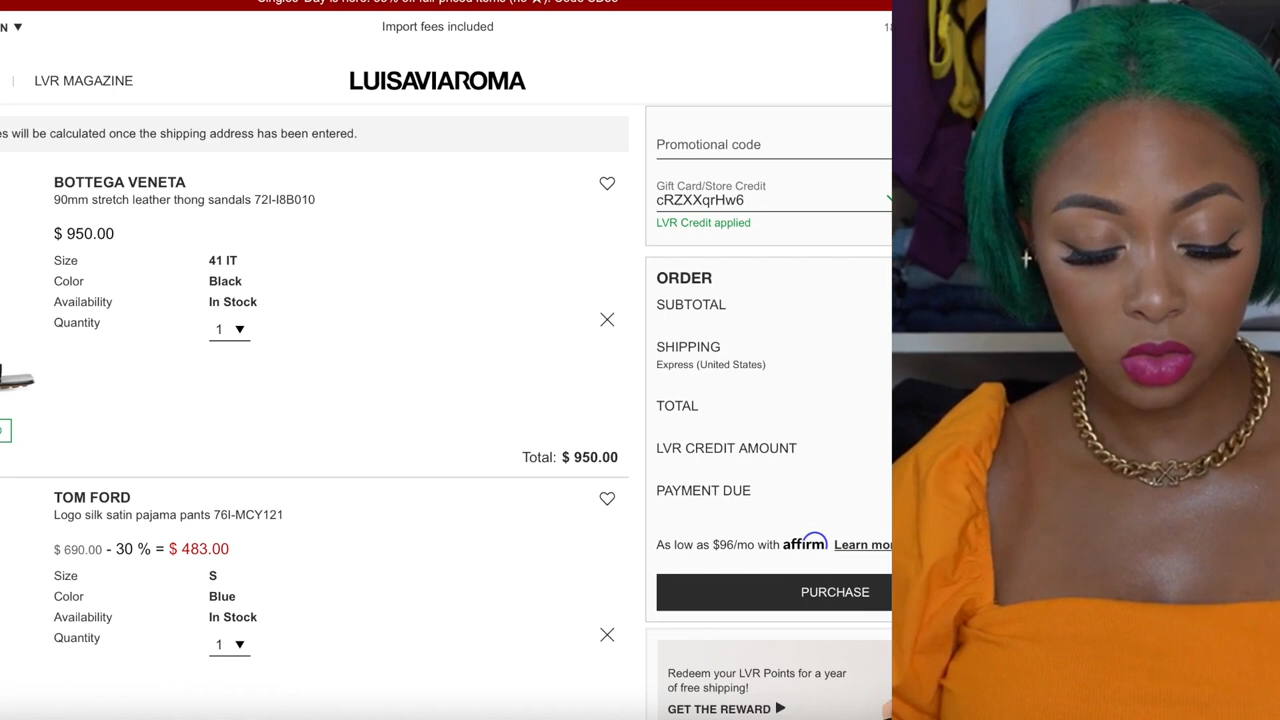 N ▼
Import fees included
LVR MAGAZINE
LUISAVIAROMA
will be calculated once the shipping address has been entered.
BOTTEGA VENETA
90mm stretch leather thong sandals 72I-I8B010
$ 950.00
Size 41 IT
Color Black
Availability In Stock
Quantity 1 ▼
Total: $ 950.00
TOM FORD
Logo silk satin pajama pants 76I-MCY121
$ 690.00 - 30 % = $ 483.00
Size S
Color Blue
Availability In Stock
Quantity 1 ▼
Promotional code
Gift Card/Store Credit
cRZXXqrHw6
LVR Credit applied
ORDER
SUBTOTAL
SHIPPING
Express (United States)
TOTAL
LVR CREDIT AMOUNT
PAYMENT DUE
As low as $96/mo with affirm Learn
PURCHASE
Redeem your LVR Points for a year
of free shipping!
GET THE REWARD ▶